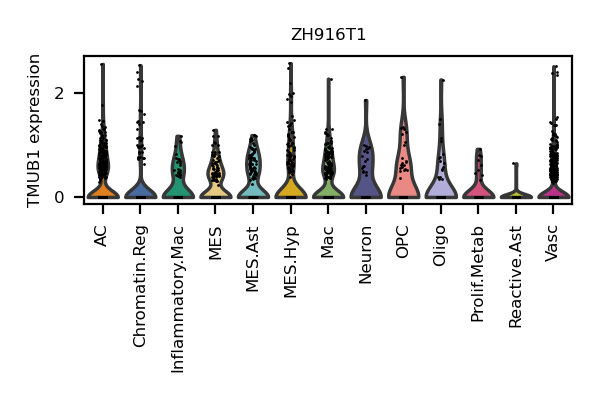 ZH916T1
TMUB1 expression
2
0
AC
Chromatin.Reg
Inflammatory.Mac
MES
MES.Ast
MES.Hyp
Mac
Neuron
OPC
Oligo
Prolif.Metab
Reactive.Ast
Vasc